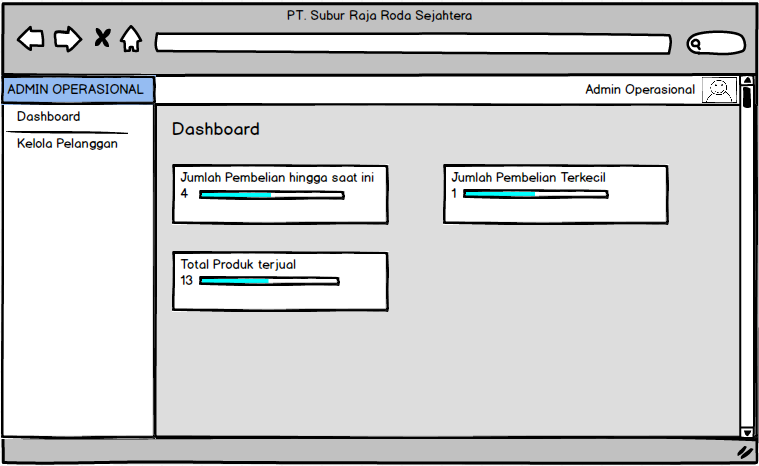 PT. Subur Raja Roda Sejahtera
ADMIN OPERASIONAL
Admin Operasional
Dashboard
Kelola Pelanggan
Dashboard
Jumlah Pembelian hingga saat ini
4
Jumlah Pembelian Terkecil
1
Total Produk terjual
13